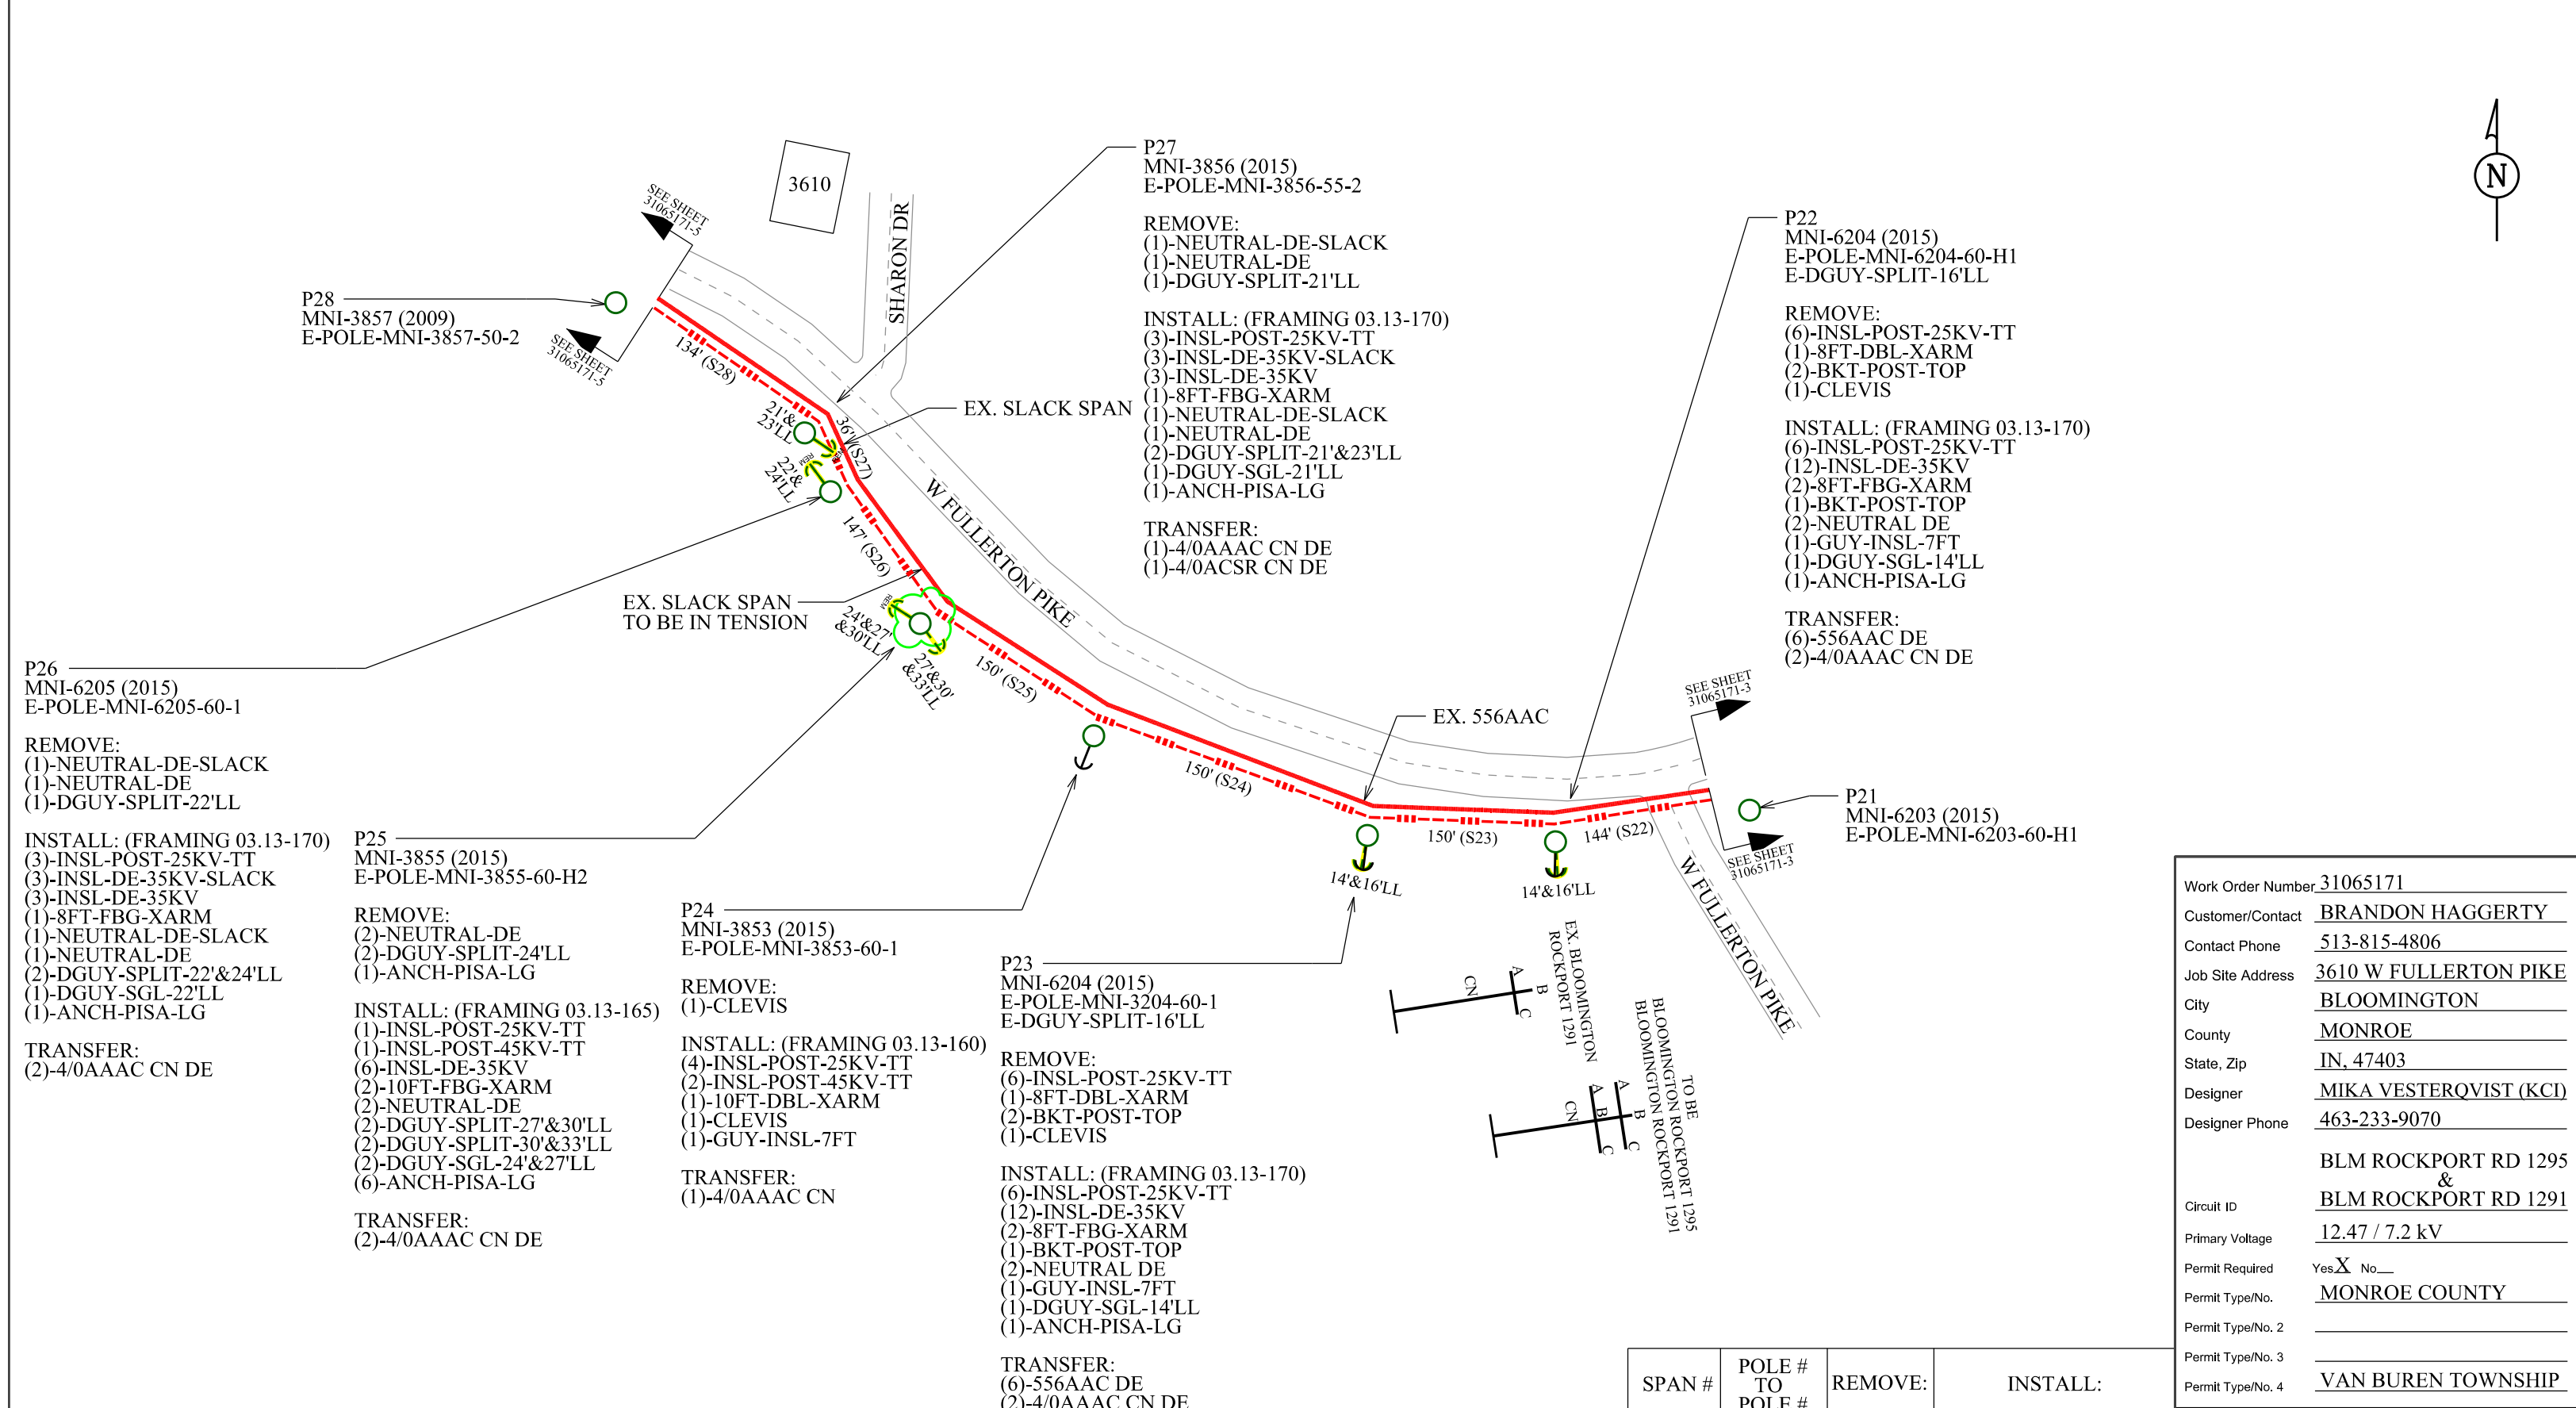 P27
MNI-3856 (2015)
E-POLE-MNI-3856-55-2
REMOVE:
(1)-NEUTRAL-DE-SLACK
(1)-NEUTRAL-DE
(1)-DGUY-SPLIT-21'LL
INSTALL: (FRAMING 03.13-170)
(3)-INSL-POST-25KV-TT
(3)-INSL-DE-35KV-SLACK
(3)-INSL-DE-35KV
(1)-8FT-FBG-XARM
(1)-NEUTRAL-DE-SLACK
(1)-NEUTRAL-DE
(2)-DGUY-SPLIT-21'&23'LL
(1)-DGUY-SGL-21'LL
(1)-ANCH-PISA-LG
TRANSFER:
(1)-4/0AAAC CN DE
(1)-4/0ACSR CN DE
P22
MNI-6204 (2015)
E-POLE-MNI-6204-60-H1
E-DGUY-SPLIT-16'LL
REMOVE:
(6)-INSL-POST-25KV-TT
(1)-8FT-DBL-XARM
(2)-BKT-POST-TOP
(1)-CLEVIS
INSTALL: (FRAMING 03.13-170)
(6)-INSL-POST-25KV-TT
(12)-INSL-DE-35KV
(2)-8FT-FBG-XARM
(1)-BKT-POST-TOP
(2)-NEUTRAL DE
(1)-GUY-INSL-7FT
(1)-DGUY-SGL-14'LL
(1)-ANCH-PISA-LG
TRANSFER:
(6)-556AAC DE
(2)-4/0AAAC CN DE
N
3610
SHARON DR
SEE SHEET
31065171-5
P28
MNI-3857 (2009)
E-POLE-MNI-3857-50-2
SEE SHEET
31065171-5
134' (S28)
EX. SLACK SPAN
21'&
23'LL
36' (S27)
REM
22'&
24'LL
147' (S26)
W FULLERTON PIKE
EX. SLACK SPAN
TO BE IN TENSION
REM
24'&27'
&30'LL
27'&30'
&33'LL
150' (S25)
150' (S24)
EX. 556AAC
150' (S23)
144' (S22)
14'&16'LL
14'&16'LL
SEE SHEET
31065171-3
P21
MNI-6203 (2015)
E-POLE-MNI-6203-60-H1
SEE SHEET
31065171-3
W FULLERTON PIKE
P26
MNI-6205 (2015)
E-POLE-MNI-6205-60-1
REMOVE:
(1)-NEUTRAL-DE-SLACK
(1)-NEUTRAL-DE
(1)-DGUY-SPLIT-22'LL
INSTALL: (FRAMING 03.13-170)
(3)-INSL-POST-25KV-TT
(3)-INSL-DE-35KV-SLACK
(3)-INSL-DE-35KV
(1)-8FT-FBG-XARM
(1)-NEUTRAL-DE-SLACK
(1)-NEUTRAL-DE
(2)-DGUY-SPLIT-22'&24'LL
(1)-DGUY-SGL-22'LL
(1)-ANCH-PISA-LG
TRANSFER:
(2)-4/0AAAC CN DE
P25
MNI-3855 (2015)
E-POLE-MNI-3855-60-H2
REMOVE:
(2)-NEUTRAL-DE
(2)-DGUY-SPLIT-24'LL
(1)-ANCH-PISA-LG
INSTALL: (FRAMING 03.13-165)
(1)-INSL-POST-25KV-TT
(1)-INSL-POST-45KV-TT
(6)-INSL-DE-35KV
(2)-10FT-FBG-XARM
(2)-NEUTRAL-DE
(2)-DGUY-SPLIT-27'&30'LL
(2)-DGUY-SPLIT-30'&33'LL
(2)-DGUY-SGL-24'&27'LL
(6)-ANCH-PISA-LG
TRANSFER:
(2)-4/0AAAC CN DE
P24
MNI-3853 (2015)
E-POLE-MNI-3853-60-1
REMOVE:
(1)-CLEVIS
INSTALL: (FRAMING 03.13-160)
(4)-INSL-POST-25KV-TT
(2)-INSL-POST-45KV-TT
(1)-10FT-DBL-XARM
(1)-CLEVIS
(1)-GUY-INSL-7FT
TRANSFER:
(1)-4/0AAAC CN
P23
MNI-6204 (2015)
E-POLE-MNI-3204-60-1
E-DGUY-SPLIT-16'LL
REMOVE:
(6)-INSL-POST-25KV-TT
(1)-8FT-DBL-XARM
(2)-BKT-POST-TOP
(1)-CLEVIS
INSTALL: (FRAMING 03.13-170)
(6)-INSL-POST-25KV-TT
(12)-INSL-DE-35KV
(2)-8FT-FBG-XARM
(1)-BKT-POST-TOP
(2)-NEUTRAL DE
(1)-GUY-INSL-7FT
(1)-DGUY-SGL-14'LL
(1)-ANCH-PISA-LG
TRANSFER:
(6)-556AAC DE
(2)-4/0AAAC CN DE
CN
A
B
C
EX. BLOOMINGTON
ROCKPORT 1291
CN
A
B
C
A
B
C
TO BE
BLOOMINGTON ROCKPORT 1295
BLOOMINGTON ROCKPORT 1291
Work Order Number 31065171
Customer/Contact BRANDON HAGGERTY
Contact Phone 513-815-4806
Job Site Address 3610 W FULLERTON PIKE
City BLOOMINGTON
County MONROE
State, Zip IN, 47403
Designer MIKA VESTERQVIST (KCI)
Designer Phone 463-233-9070
BLM ROCKPORT RD 1295
&
Circuit ID BLM ROCKPORT RD 1291
Primary Voltage 12.47 / 7.2 kV
Permit Required Yes X No__
Permit Type/No. MONROE COUNTY
Permit Type/No. 2
Permit Type/No. 3
Permit Type/No. 4 VAN BUREN TOWNSHIP
SPAN #
POLE #
TO
POLE #
REMOVE:
INSTALL: